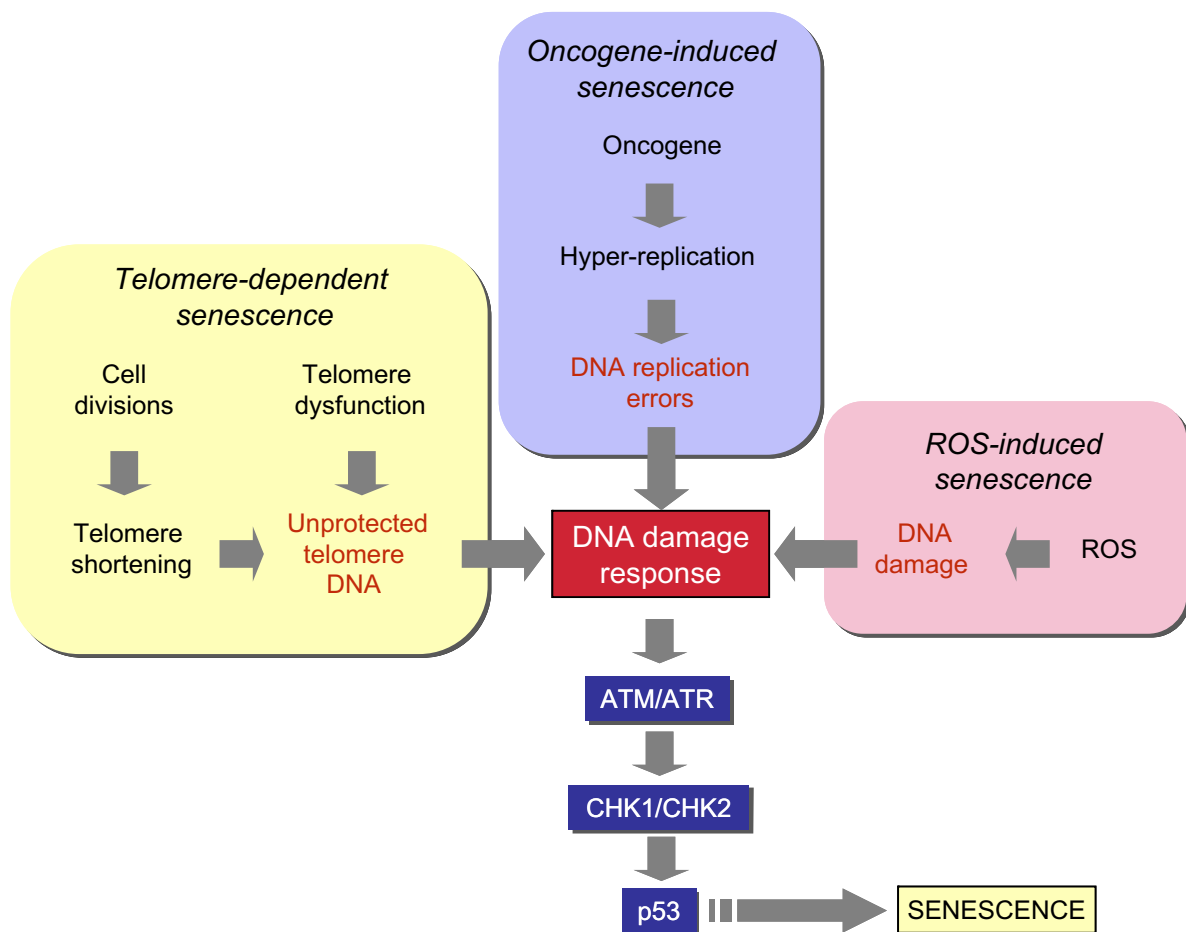 Oncogene-induced
senescence
Oncogene
Hyper-replication
DNA replication
errors
Telomere-dependent
senescence
Cell
divisions
Telomere
dysfunction
Telomere
shortening
Unprotected
telomere
DNA
ROS-induced
senescence
DNA
damage
ROS
DNA damage
response
ATM/ATR
CHK1/CHK2
p53
SENESCENCE